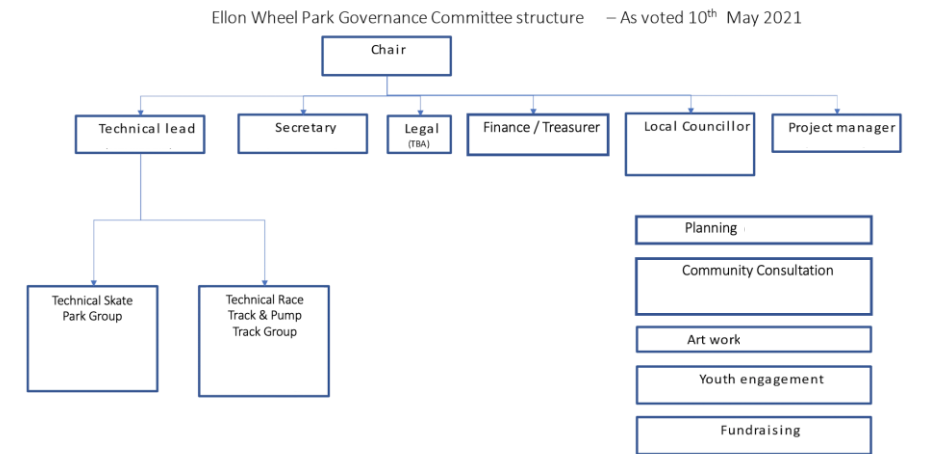 Ellon Wheel Park Governance Committee structure – As voted 10th May 2021
Chair
Technical lead
Secretary
Legal
(TBA)
Finance / Treasurer
Local Councillor
Project manager
Planning
Community Consultation
Technical Skate
Park Group
Technical Race
Track & Pump
Track Group
Art work
Youth engagement
Fundraising